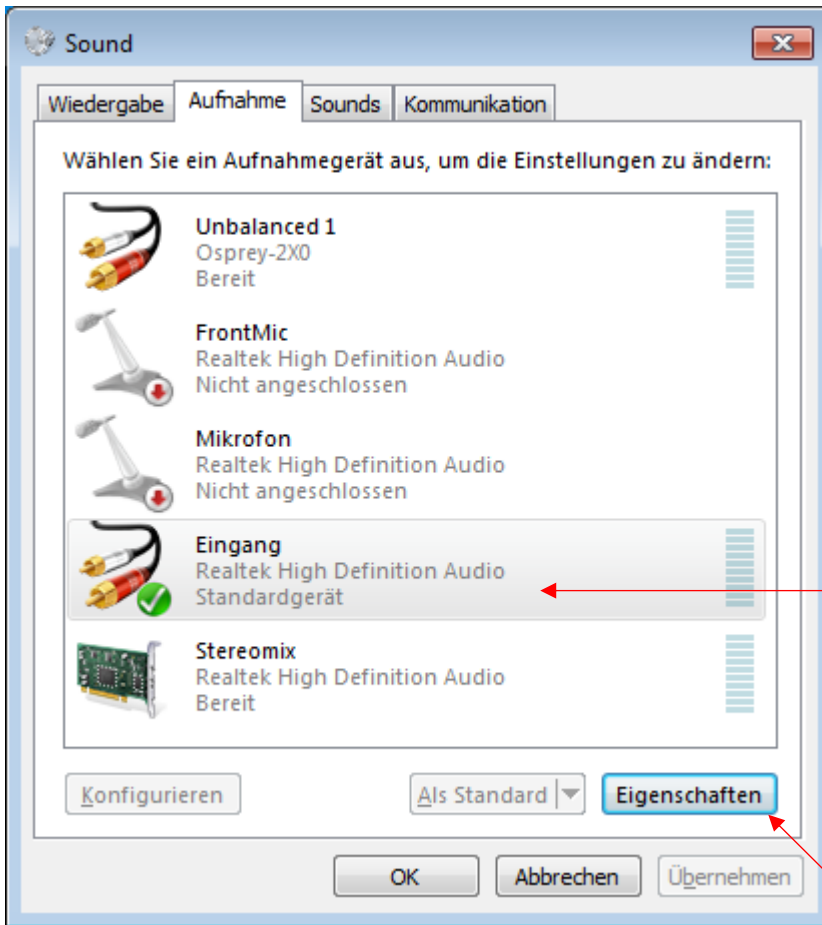 Sound
Wiedergabe Aufnahme Sounds Kommunikation
Wählen Sie ein Aufnahmegerät aus, um die Einstellungen zu ändern:
Unbalanced 1
Osprey-2X0
Bereit
FrontMic
Realtek High Definition Audio
Nicht angeschlossen
Mikrofon
Realtek High Definition Audio
Nicht angeschlossen
Eingang
Realtek High Definition Audio
Standardgerät
Stereomix
Realtek High Definition Audio
Bereit
Konfigurieren Als Standard Eigenschaften
OK Abbrechen Übernehmen